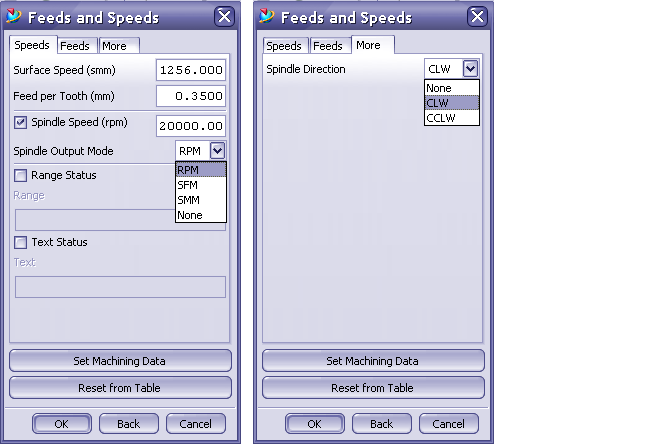 Feeds and Speeds
Speeds Feeds More
Surface Speed (smm) 1256.000
Feed per Tooth (mm) 0.3500
Spindle Speed (rpm) 20000.00
Spindle Output Mode RPM
RPM
SFM
SMM
None
Range Status
Range
Text Status
Text
Set Machining Data
Reset from Table
OK Back Cancel
Feeds and Speeds
Speeds Feeds More
Spindle Direction CLW
None
CLW
CCLW
Set Machining Data
Reset from Table
OK Back Cancel